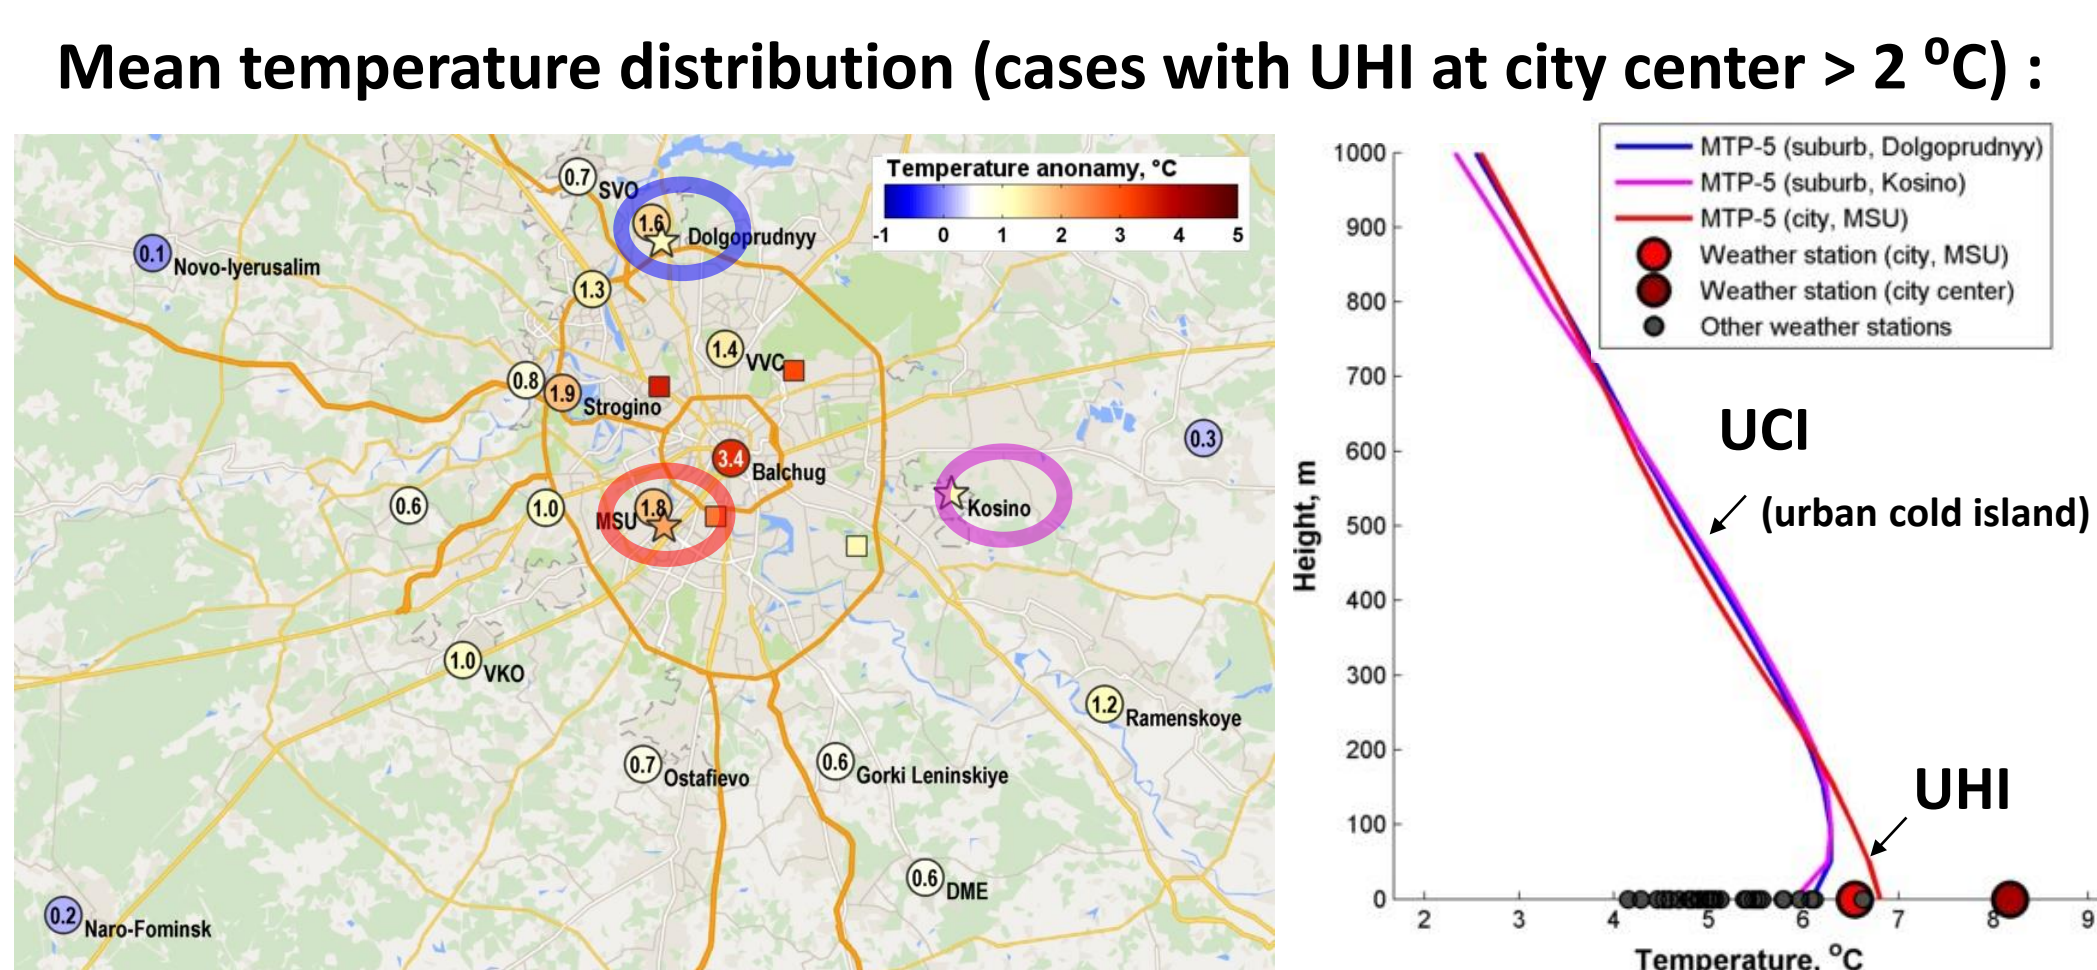 Mean temperature distribution (cases with UHI at city center > 2 ⁰C) :
Temperature anonamy, °C
-1 0 1 2 3 4 5
0.7
SVO
1.6
Dolgoprudnyy
0.1
Novo-Iyerusalim
1.3
1.4
VVC
0.8
1.9
Strogino
0.3
3.4
Balchug
0.6
1.0
1.8
MSU
Kosino
1.0
VKO
1.2
Ramenskoye
0.7
Ostafievo
0.6
Gorki Leninskiye
0.6
DME
0.2
Naro-Fominsk
MTP-5 (suburb, Dolgoprudnyy)
MTP-5 (suburb, Kosino)
MTP-5 (city, MSU)
Weather station (city, MSU)
Weather station (city center)
Other weather stations
1000
900
800
700
600
500
400
300
200
100
0
Height, m
UCI
(urban cold island)
UHI
2 3 4 5 6 7 8 9
Temperature, °C